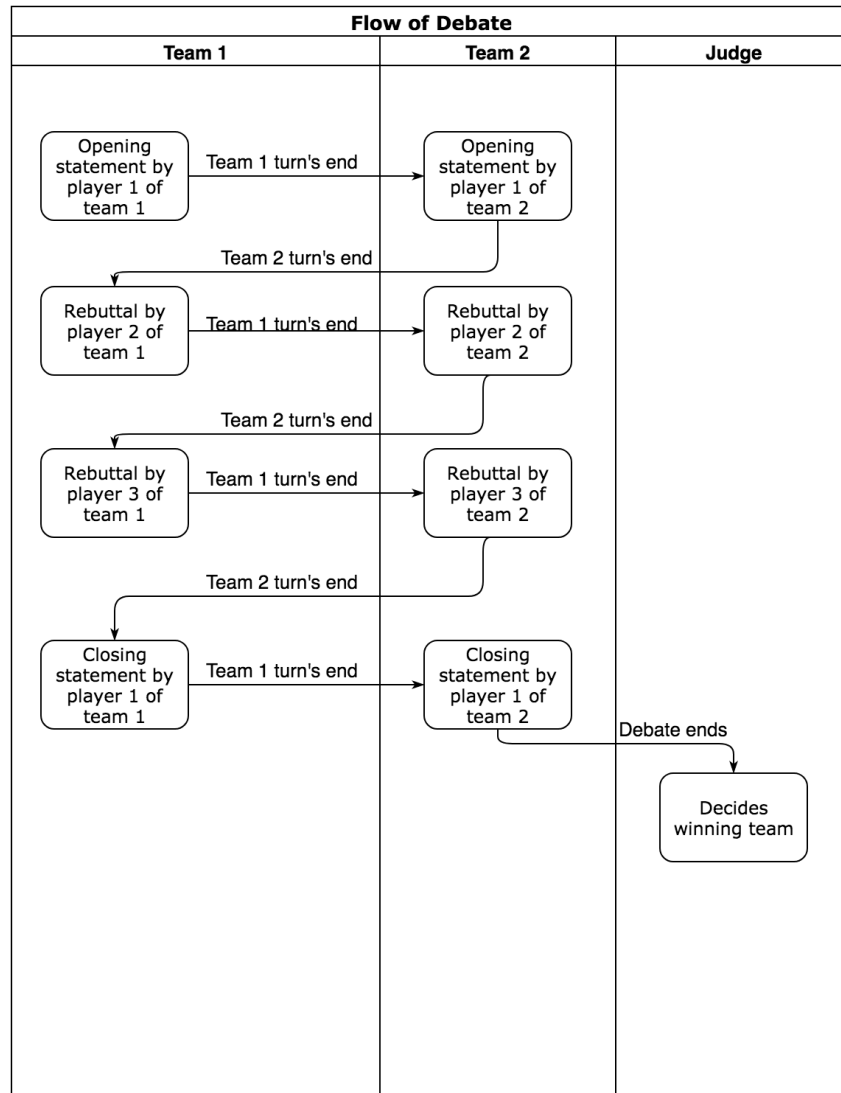 Flow of Debate
Team 1
Team 2
Judge
Opening
statement by
player 1 of
team 1
Team 1 turn's end
Opening
statement by
player 1 of
team 2
Team 2 turn's end
Rebuttal by
player 2 of
team 1
Team 1 turn's end
Rebuttal by
player 2 of
team 2
Team 2 turn's end
Rebuttal by
player 3 of
team 1
Team 1 turn's end
Rebuttal by
player 3 of
team 2
Team 2 turn's end
Closing
statement by
player 1 of
team 1
Team 1 turn's end
Closing
statement by
player 1 of
team 2
Debate ends
Decides
winning team